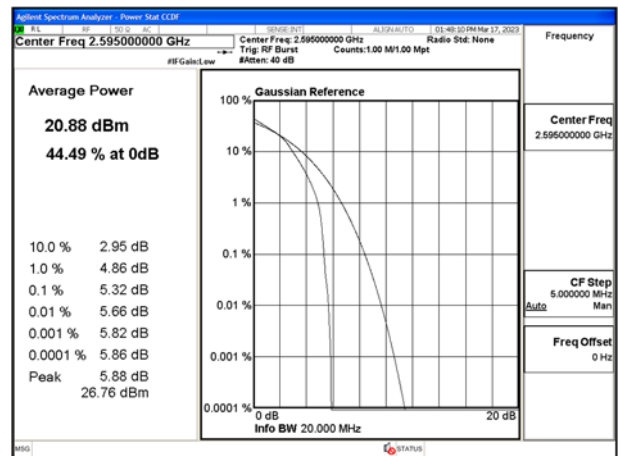 Agilent Spectrum Analyzer - Power Stat CCDF
RL RF 50 Ω AC SENSE:INT ALIGNAUTO 01:48:10 PM Mar 17, 2023
Center Freq 2.595000000 GHz
Center Freq: 2.595000000 GHz Radio Std: None
Trig: RF Burst Counts:1.00 M/1.00 Mpt
#IFGain:Low #Atten: 40 dB
Frequency
Average Power
20.88 dBm
44.49 % at 0dB
10.0 % 2.95 dB
1.0 % 4.86 dB
0.1 % 5.32 dB
0.01 % 5.66 dB
0.001 % 5.82 dB
0.0001 % 5.86 dB
Peak 5.88 dB
26.76 dBm
Gaussian Reference
100 %
10 %
1 %
0.1 %
0.01 %
0.001 %
0.0001 %
0 dB 20 dB
Info BW 20.000 MHz
Center Freq
2.595000000 GHz
CF Step
5.000000 MHz
Auto Man
Freq Offset
0 Hz
MSG STATUS